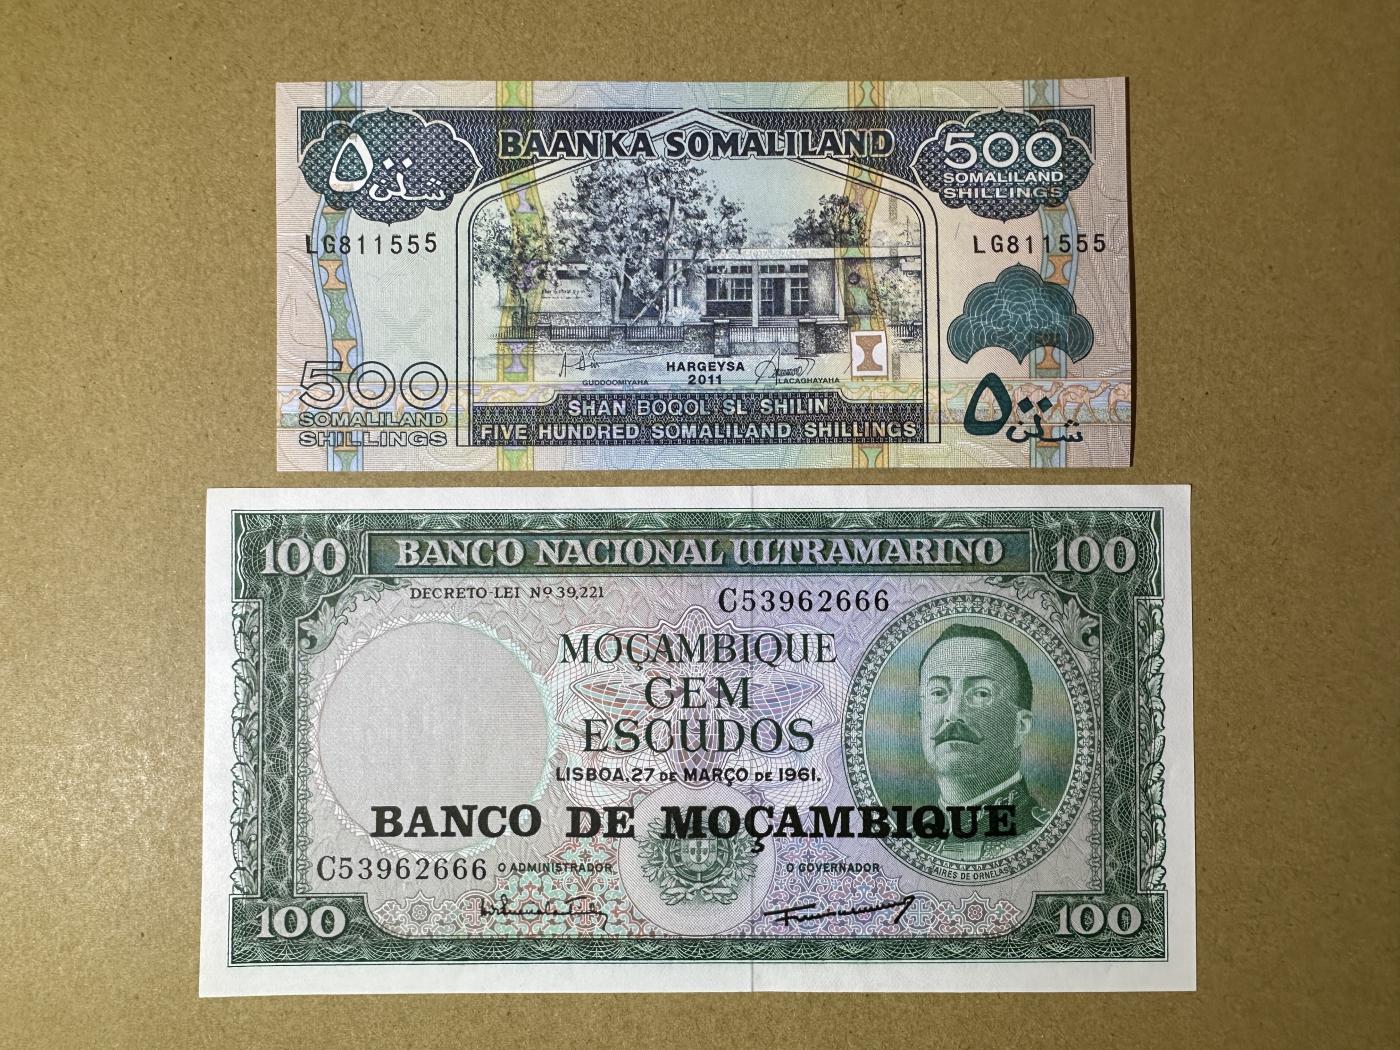 BAANKA SOMALILAND
٥٠٠
شلن
500
SOMALILAND
SHILLINGS
LG811555
LG811555
HARGEYSA
2011
GUDDOOMIYAHA
LACAGHAYAHA
500
SOMALILAND
SHILLINGS
SHAN BOQOL SL SHILIN
FIVE HUNDRED SOMALILAND SHILLINGS
٥٠٠
شلن
100
BANCO NACIONAL ULTRAMARINO
100
DECRETO-LEI Nº 39,221
C53962666
MOÇAMBIQUE
CEM
ESCUDOS
LISBOA, 27 DE MARÇO DE 1961.
BANCO DE MOÇAMBIQUE
C53962666
O ADMINISTRADOR,
O GOVERNADOR
AIRES DE ORNELAS
100
100